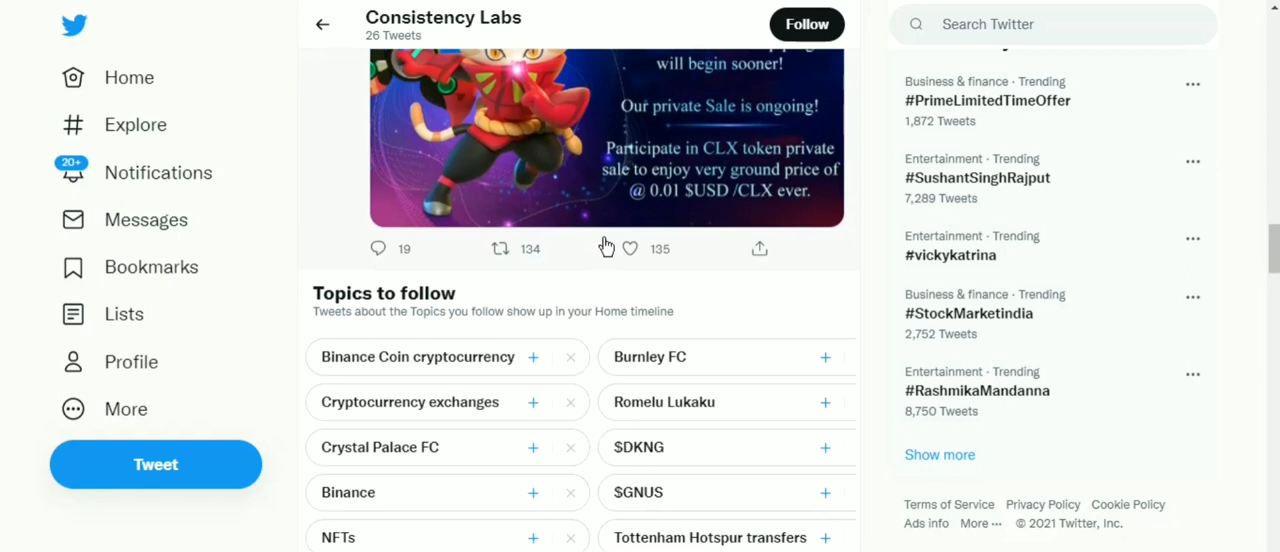 Home
Explore
20+
Notifications
Messages
Bookmarks
Lists
Profile
More
Tweet
Consistency Labs
26 Tweets
Follow
will begin sooner!
Our private Sale is ongoing!
Participate in CLX token private
sale to enjoy very ground price of
@ 0.01 $USD /CLX ever.
19 134 135
Topics to follow
Tweets about the Topics you follow show up in your Home timeline
Binance Coin cryptocurrency
Burnley FC
Cryptocurrency exchanges
Romelu Lukaku
Crystal Palace FC
$DKNG
Binance
$GNUS
NFTs
Tottenham Hotspur transfers
Search Twitter
Business & finance · Trending
#PrimeLimitedTimeOffer
1,872 Tweets
Entertainment · Trending
#SushantSinghRajput
7,289 Tweets
Entertainment · Trending
#vickykatrina
Business & finance · Trending
#StockMarketindia
2,752 Tweets
Entertainment · Trending
#RashmikaMandanna
8,750 Tweets
Show more
Terms of Service Privacy Policy Cookie Policy
Ads info More ··· © 2021 Twitter, Inc.